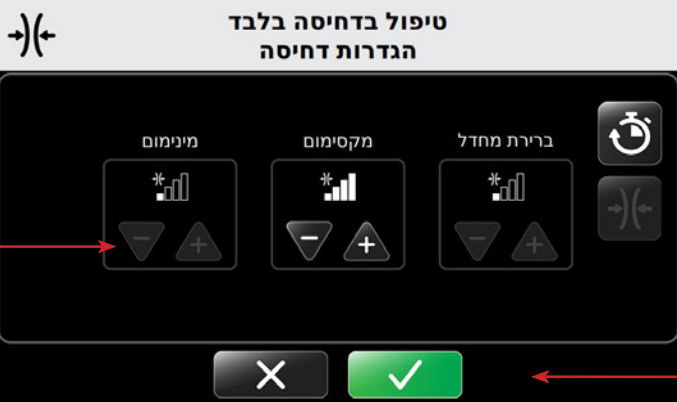 טיפול בדחיסה בלבד
הגדרות דחיסה
ברירת מחדל
מקסימום
מינימום